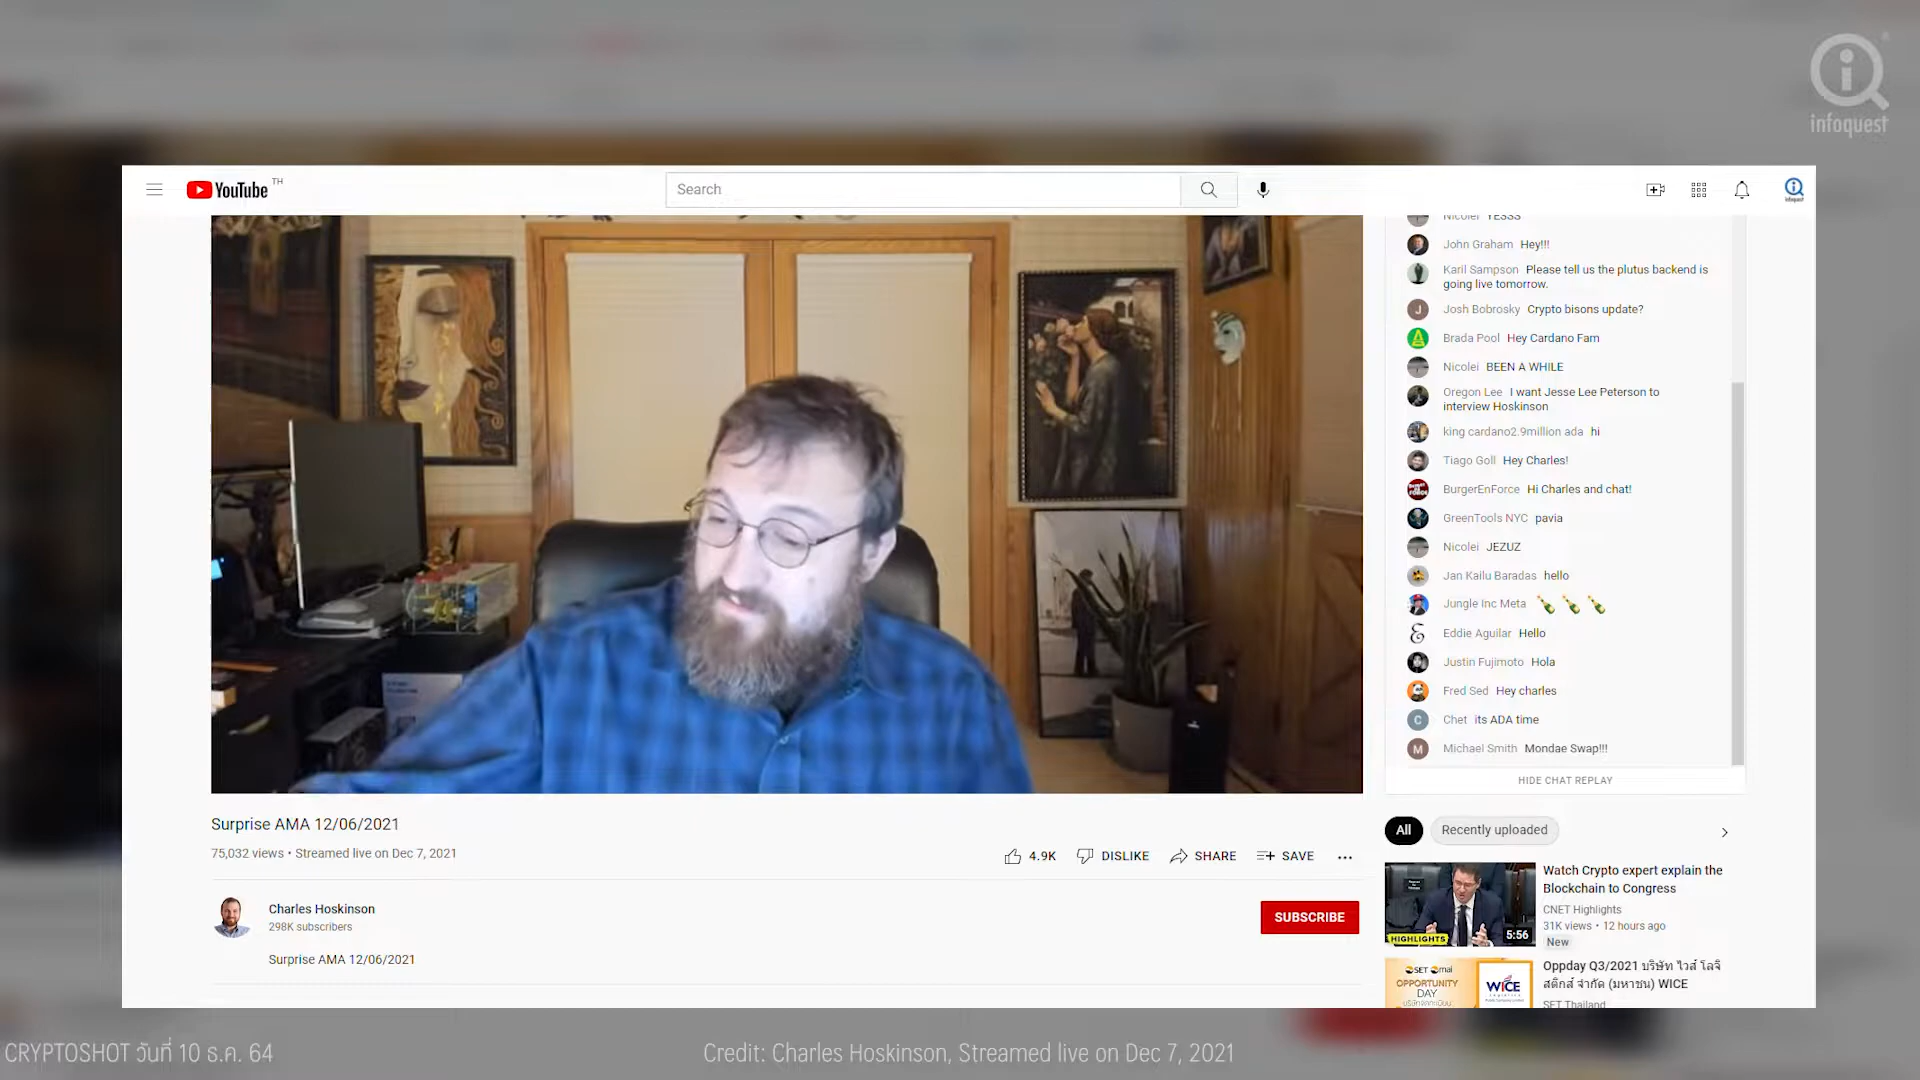 infoquest
YouTube TH
Search
infoquest
Nicolei YESSS
John Graham Hey!!!
Karil Sampson Please tell us the plutus backend is
going live tomorrow.
J Josh Bobrosky Crypto bisons update?
Brada Pool Hey Cardano Fam
Nicolei BEEN A WHILE
Oregon Lee I want Jesse Lee Peterson to
interview Hoskinson
king cardano2.9million ada hi
Tiago Goll Hey Charles!
BurgerEnForce Hi Charles and chat!
GreenTools NYC pavia
Nicolei JEZUZ
Jan Kailu Baradas hello
Jungle Inc Meta
Eddie Aguilar Hello
Justin Fujimoto Hola
Fred Sed Hey charles
C Chet its ADA time
M Michael Smith Mondae Swap!!!
HIDE CHAT REPLAY
Surprise AMA 12/06/2021
75,032 views • Streamed live on Dec 7, 2021
4.9K DISLIKE SHARE SAVE
Charles Hoskinson
298K subscribers
SUBSCRIBE
Surprise AMA 12/06/2021
All Recently uploaded
Watch Crypto expert explain the
Blockchain to Congress
CNET Highlights
31K views • 12 hours ago
New
HIGHLIGHTS 5:56
Oppday Q3/2021 บริษัท ไวส์ โลจิ
สติกส์ จำกัด (มหาชน) WICE
SET Thailand
SET mai
OPPORTUNITY
DAY
WICE
CRYPTOSHOT วันที่ 10 ธ.ค. 64
Credit: Charles Hoskinson, Streamed live on Dec 7, 2021